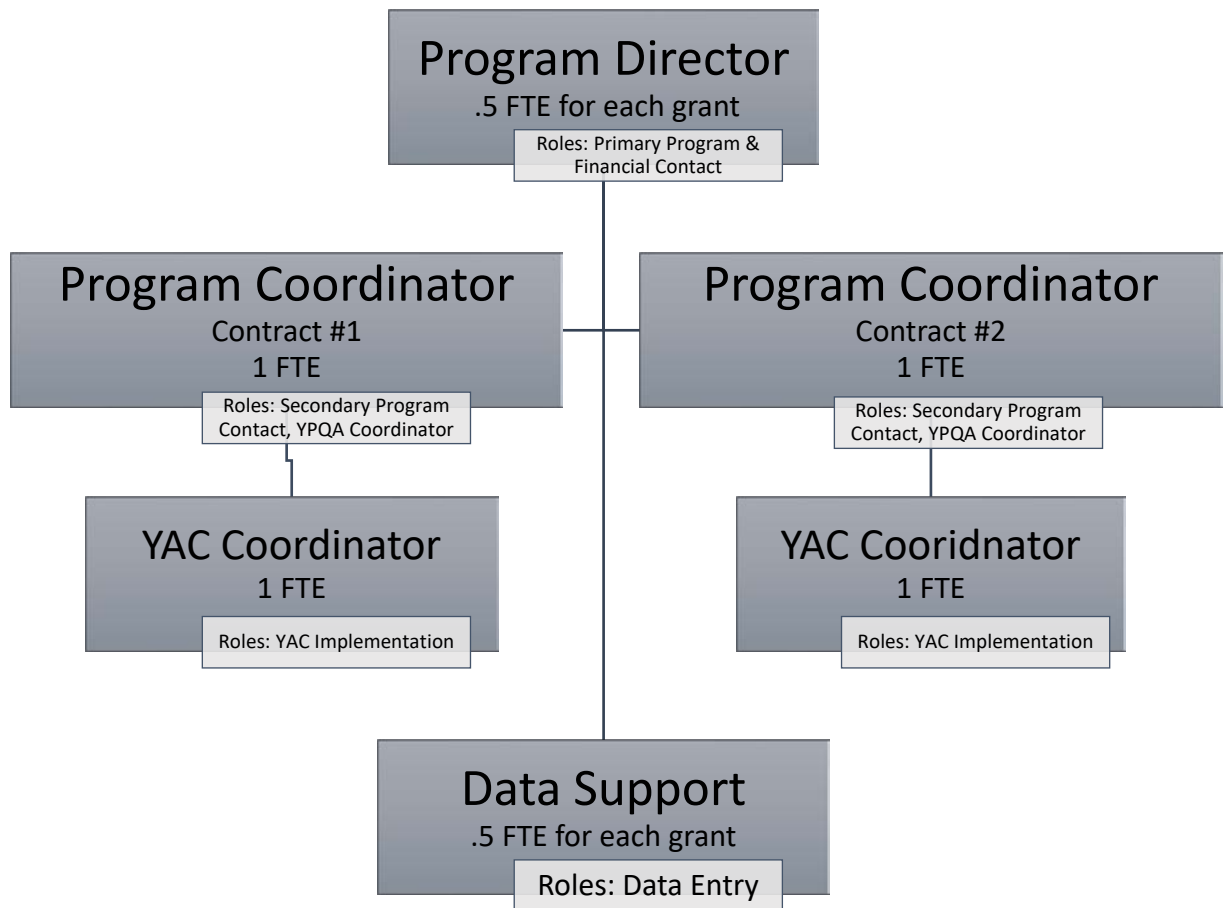 Program Director
.5 FTE for each grant
Roles: Primary Program &
Financial Contact
Program Coordinator
Contract #1
1 FTE
Roles: Secondary Program
Contact, YPQA Coordinator
Program Coordinator
Contract #2
1 FTE
Roles: Secondary Program
Contact, YPQA Coordinator
YAC Coordinator
1 FTE
Roles: YAC Implementation
YAC Cooridnator
1 FTE
Roles: YAC Implementation
Data Support
.5 FTE for each grant
Roles: Data Entry